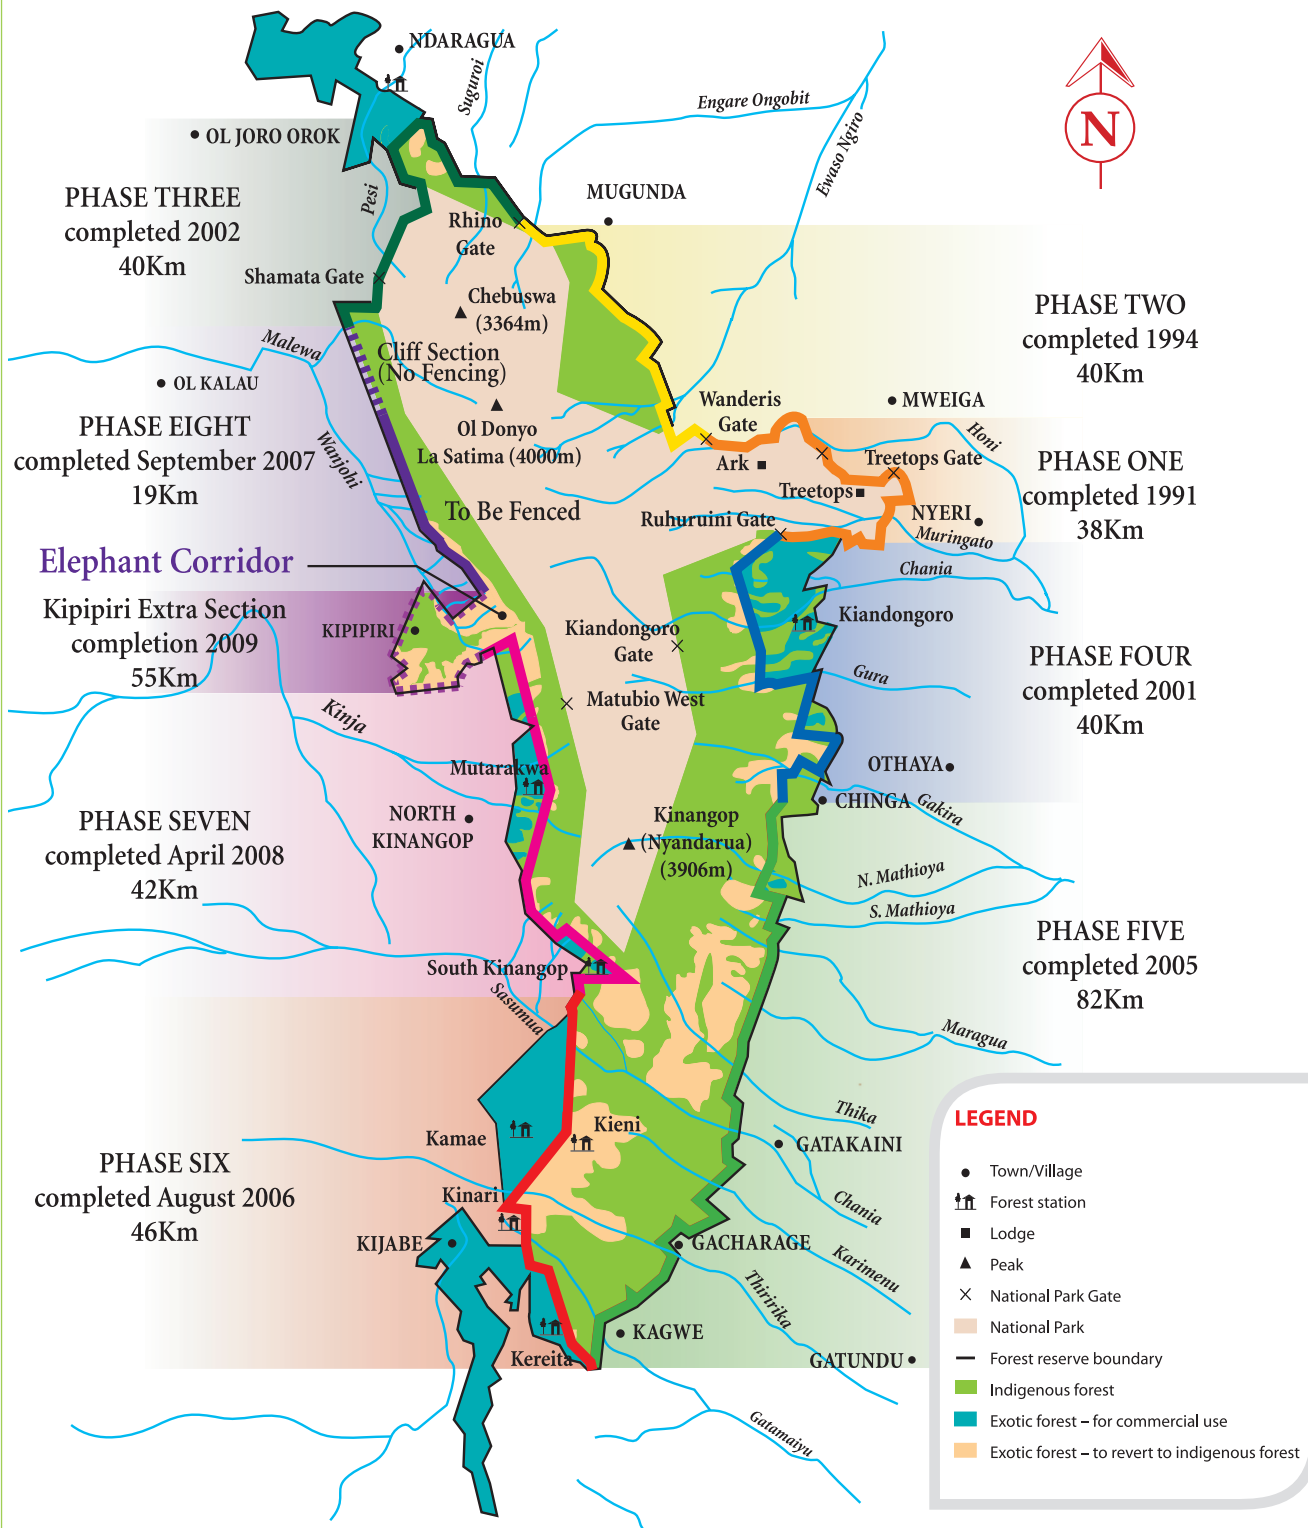 NDARAGUA
Suguroi
Engare Ongobit
Ewaso Ngiro
N
OL JORO OROK
PHASE THREE
completed 2002
40Km
Pesi
MUGUNDA
Rhino
Gate
Shamata Gate
Chebuswa
(3364m)
PHASE TWO
completed 1994
40Km
Malewa
Cliff Section
(No Fencing)
OL KALAU
Wanderis
Gate
MWEIGA
Honi
PHASE EIGHT
completed September 2007
19Km
Wanjohi
Ol Donyo
La Satima (4000m)
Ark
Treetops Gate
Treetops
PHASE ONE
completed 1991
38Km
To Be Fenced
Ruhuruini Gate
NYERI
Muringato
Elephant Corridor
Chania
Kipipiri Extra Section
completion 2009
55Km
KIPIPIRI
Kiandongoro
Gate
Kiandongoro
PHASE FOUR
completed 2001
40Km
Gura
Matubio West
Gate
Kinja
Mutarakwa
OTHAYA
CHINGA
Gakira
NORTH
KINANGOP
Kinangop
(Nyandarua)
(3906m)
PHASE SEVEN
completed April 2008
42Km
N. Mathioya
S. Mathioya
PHASE FIVE
completed 2005
82Km
South Kinangop
Sasumua
Maragua
Thika
Kamae
Kieni
GATAKAINI
PHASE SIX
completed August 2006
46Km
Kinari
Chania
KIJABE
GACHARAGE
Karimenu
Thiririka
KAGWE
Kereita
GATUNDU
Gatamaiyu
LEGEND
Town/Village
Forest station
Lodge
Peak
National Park Gate
National Park
Forest reserve boundary
Indigenous forest
Exotic forest – for commercial use
Exotic forest – to revert to indigenous forest